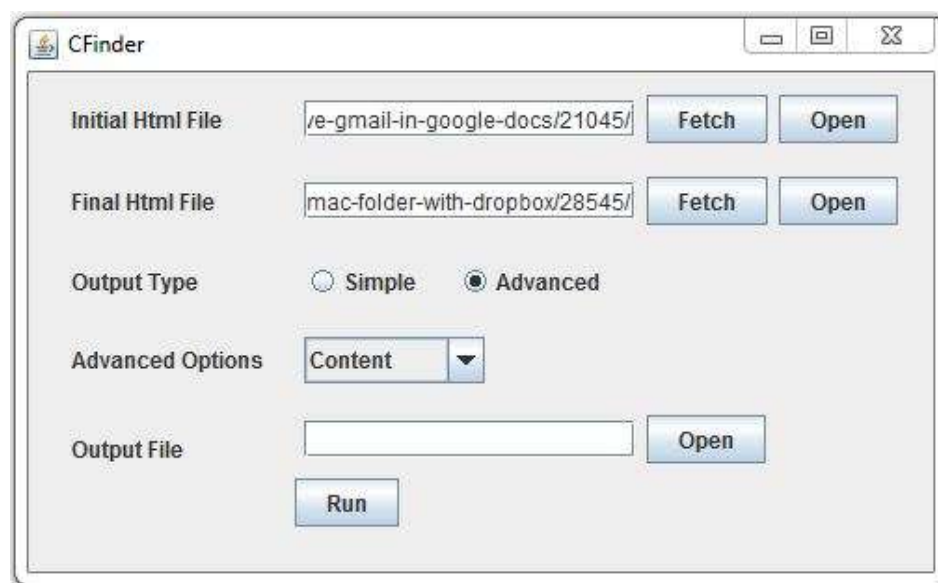 CFinder
Initial Html File /e-gmail-in-google-docs/21045/ Fetch Open
Final Html File mac-folder-with-dropbox/28545/ Fetch Open
Output Type Simple Advanced
Advanced Options Content
Output File Open
Run